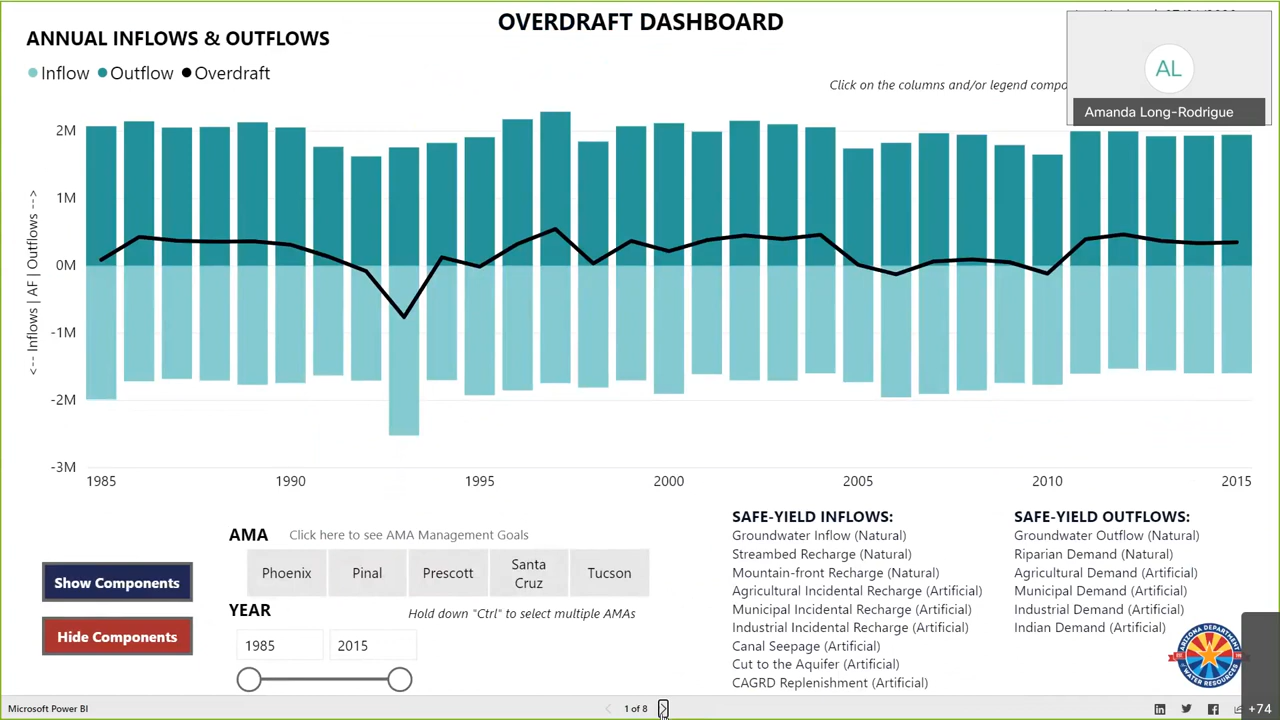 OVERDRAFT DASHBOARD
ANNUAL INFLOWS & OUTFLOWS
Inflow Outflow Overdraft
Click on the columns and/or legend
AL
Amanda Long-Rodrigue
<-- Inflows | AF | Outflows -->
2M
1M
0M
-1M
-2M
-3M
1985 1990 1995 2000 2005 2010 2015
AMA Click here to see AMA Management Goals
Phoenix Pinal Prescott Santa Cruz Tucson
YEAR Hold down "Ctrl" to select multiple AMAs
1985 2015
Show Components
Hide Components
SAFE-YIELD INFLOWS:
Groundwater Inflow (Natural)
Streambed Recharge (Natural)
Mountain-front Recharge (Natural)
Agricultural Incidental Recharge (Artificial)
Municipal Incidental Recharge (Artificial)
Industrial Incidental Recharge (Artificial)
Canal Seepage (Artificial)
Cut to the Aquifer (Artificial)
CAGRD Replenishment (Artificial)
SAFE-YIELD OUTFLOWS:
Groundwater Outflow (Natural)
Riparian Demand (Natural)
Agricultural Demand (Artificial)
Municipal Demand (Artificial)
Industrial Demand (Artificial)
Indian Demand (Artificial)
ARIZONA DEPARTMENT
OF WATER RESOURCES
Microsoft Power BI
1 of 8
+74